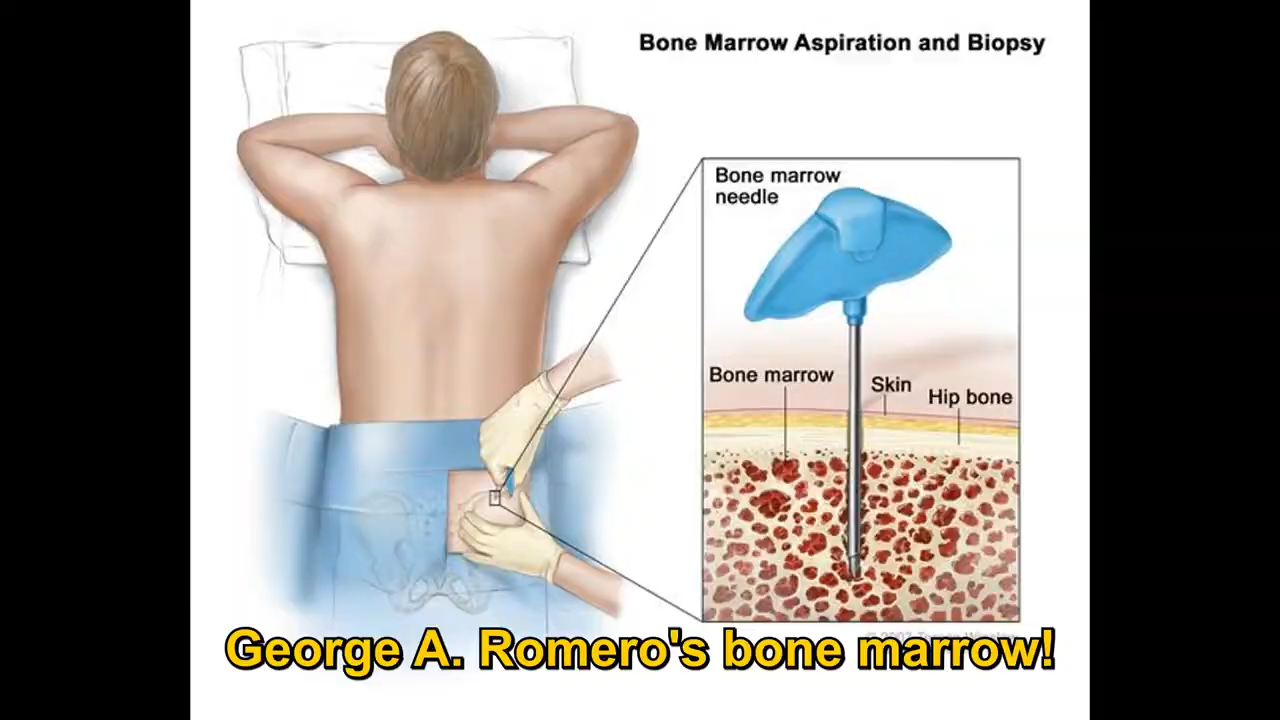 Bone Marrow Aspiration and Biopsy
Bone marrow
needle
Bone marrow
Skin
Hip bone
George A. Romero's bone marrow!